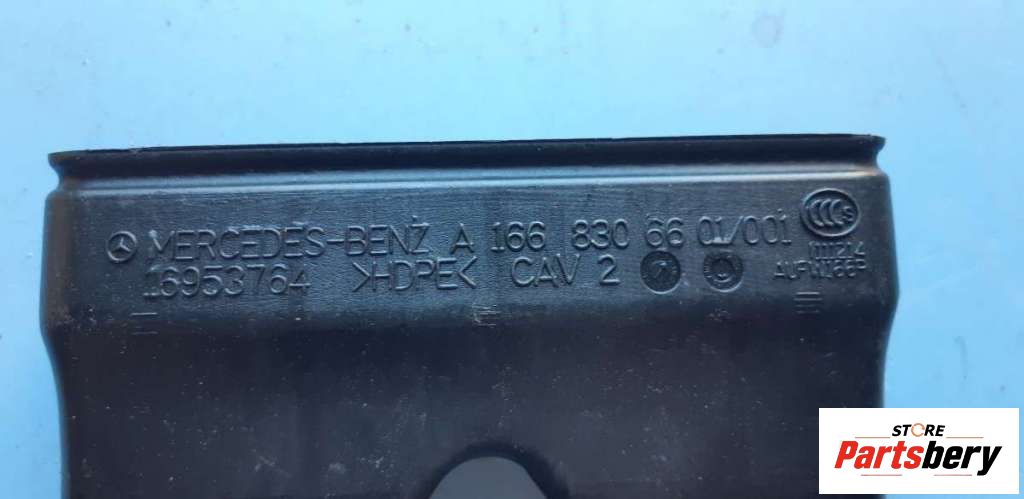 MERCEDES-BENZ A 166 830 66 01/001
16953764 >HDPE< CAV 2
STORE
Partsbery